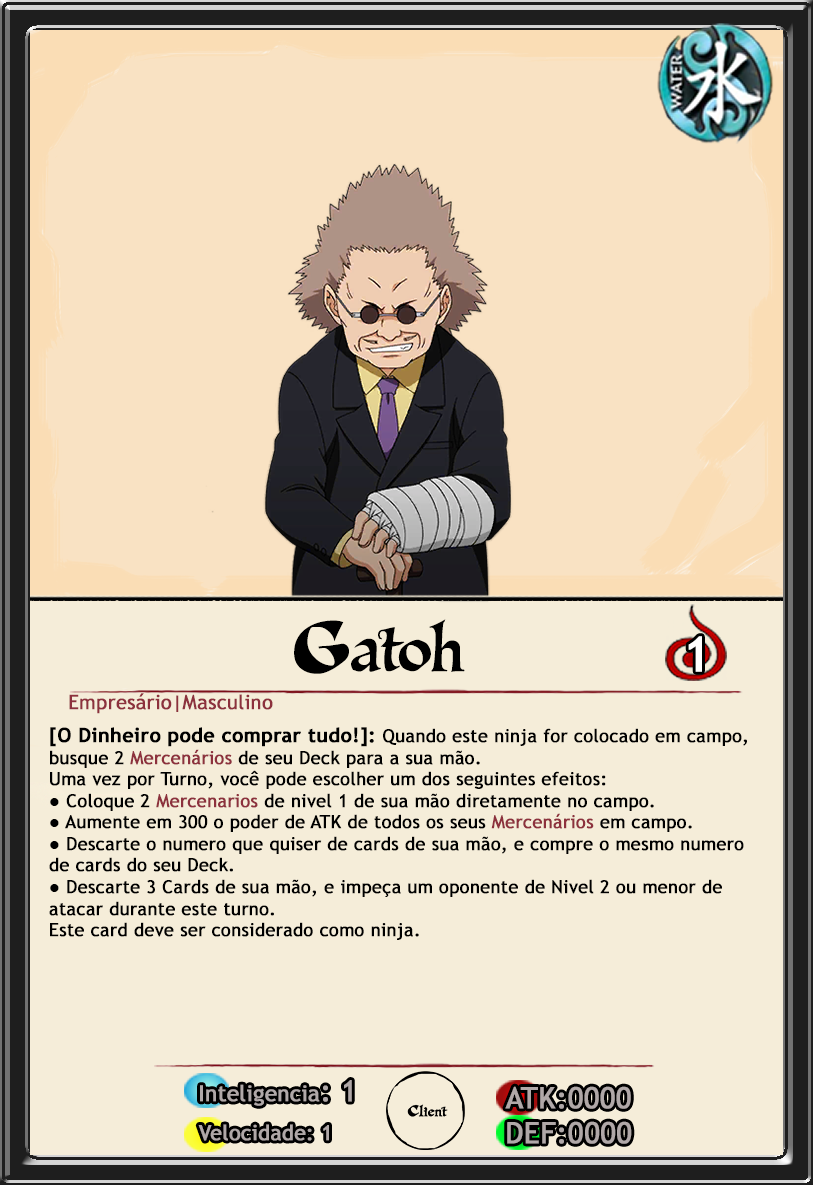 WATER
水
Gatoh
1
Empresário|Masculino
[O Dinheiro pode comprar tudo!]: Quando este ninja for colocado em campo,
busque 2 Mercenários de seu Deck para a sua mão.
Uma vez por Turno, você pode escolher um dos seguintes efeitos:
● Coloque 2 Mercenarios de nivel 1 de sua mão diretamente no campo.
● Aumente em 300 o poder de ATK de todos os seus Mercenários em campo.
● Descarte o numero que quiser de cards de sua mão, e compre o mesmo numero
de cards do seu Deck.
● Descarte 3 Cards de sua mão, e impeça um oponente de Nivel 2 ou menor de
atacar durante este turno.
Este card deve ser considerado como ninja.
Inteligencia: 1
Velocidade: 1
Client
ATK:0000
DEF:0000